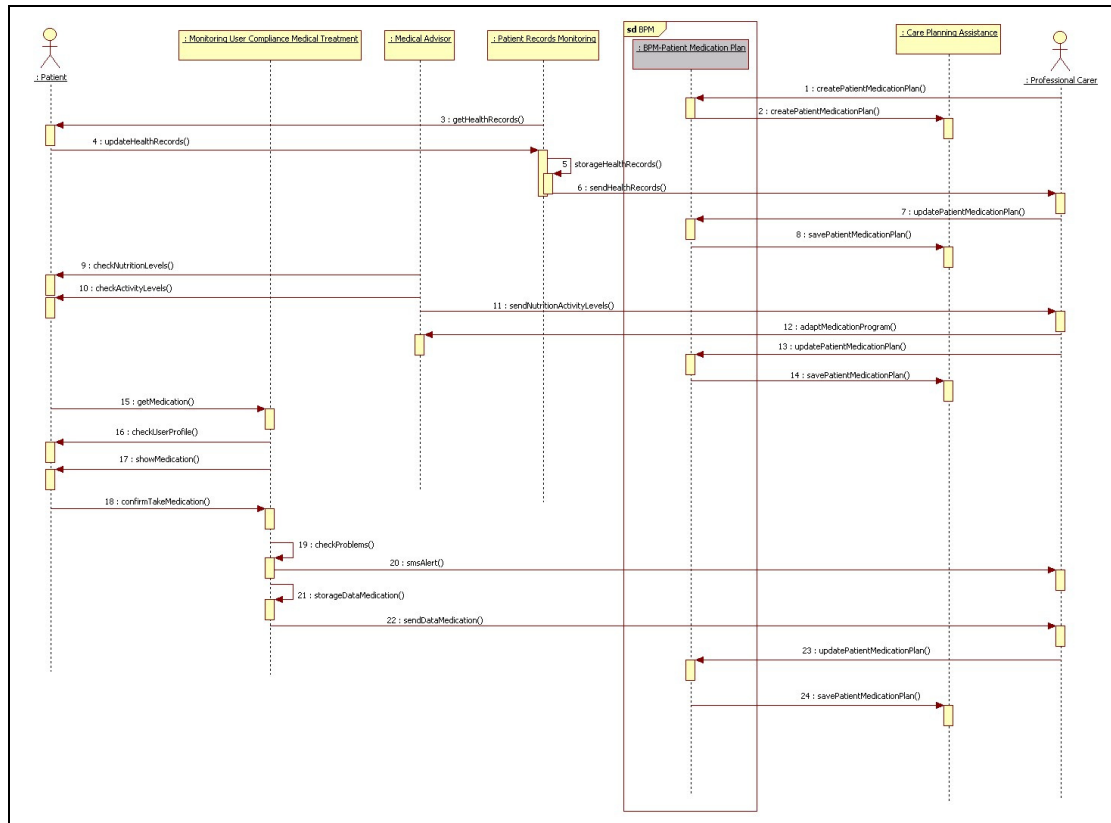 sd BPM
: Monitoring User Compliance Medical Treatment
: Medical Advisor
: Patient Records Monitoring
: BPM-Patient Medication Plan
: Care Planning Assistance
: Patient
: Professional Carer
1 : createPatientMedicationPlan()
2 : createPatientMedicationPlan()
3 : getHealthRecords()
4 : updateHealthRecords()
5 storageHealthRecords()
6 : sendHealthRecords()
7 : updatePatientMedicationPlan()
8 : savePatientMedicationPlan()
9 : checkNutritionLevels()
10 : checkActivityLevels()
11 : sendNutritionActivityLevels()
12 : adaptMedicationProgram()
13 : updatePatientMedicationPlan()
14 : savePatientMedicationPlan()
15 : getMedication()
16 : checkUserProfile()
17 : showMedication()
18 : confirmTakeMedication()
19 : checkProblems()
20 : smsAlert()
21 : storageDataMedication()
22 : sendDataMedication()
23 : updatePatientMedicationPlan()
24 : savePatientMedicationPlan()